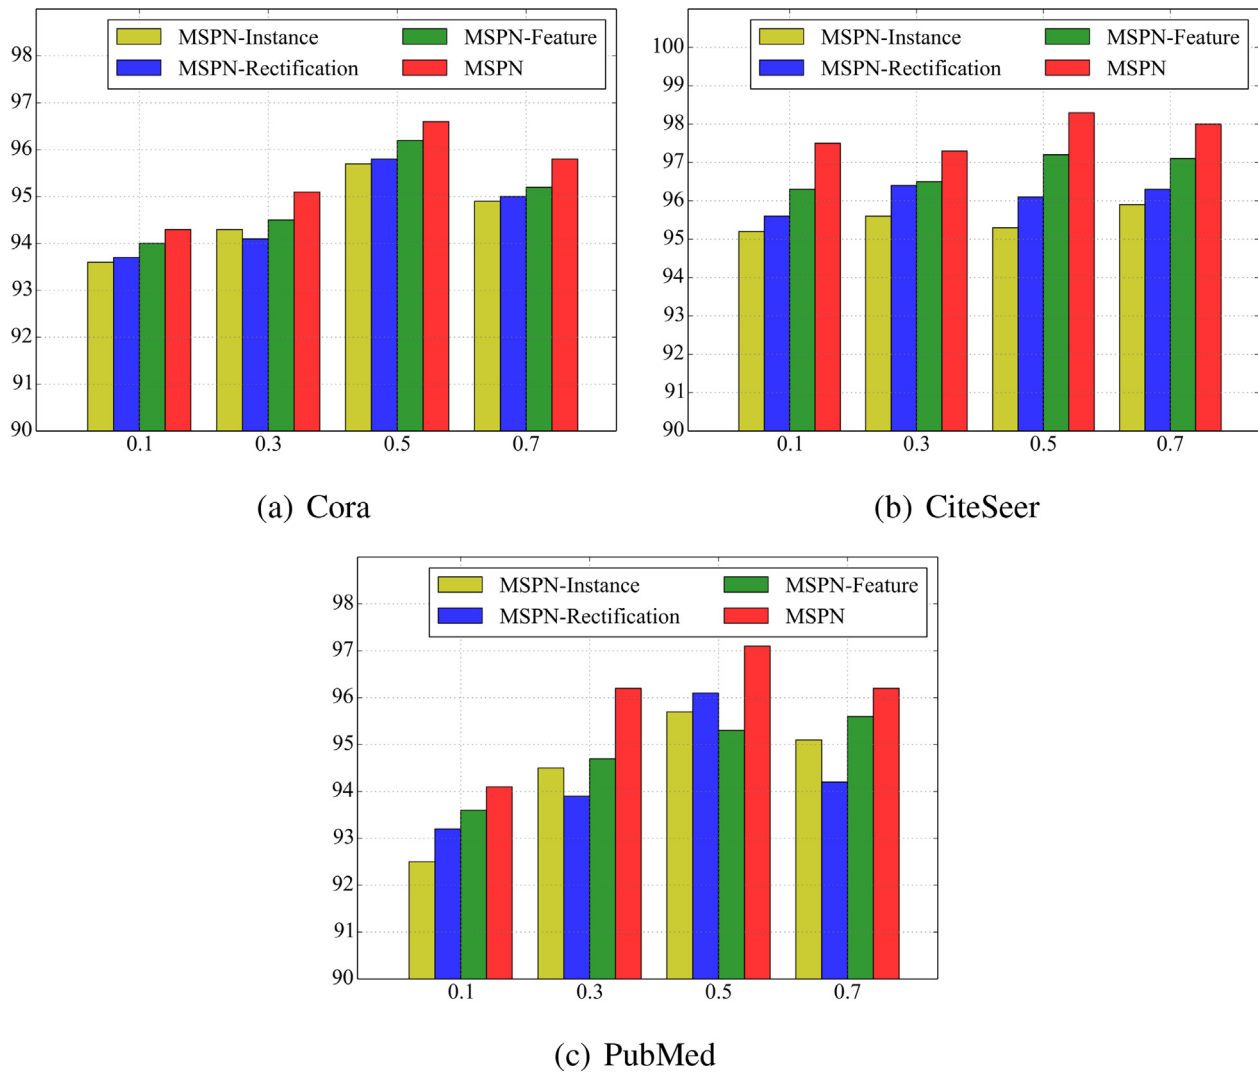 MSPN-Instance MSPN-Feature
MSPN-Rectification MSPN
98
97
96
95
94
93
92
91
90
0.1 0.3 0.5 0.7
(a) Cora
MSPN-Instance MSPN-Feature
MSPN-Rectification MSPN
100
99
98
97
96
95
94
93
92
91
90
0.1 0.3 0.5 0.7
(b) CiteSeer
MSPN-Instance MSPN-Feature
MSPN-Rectification MSPN
98
97
96
95
94
93
92
91
90
0.1 0.3 0.5 0.7
(c) PubMed